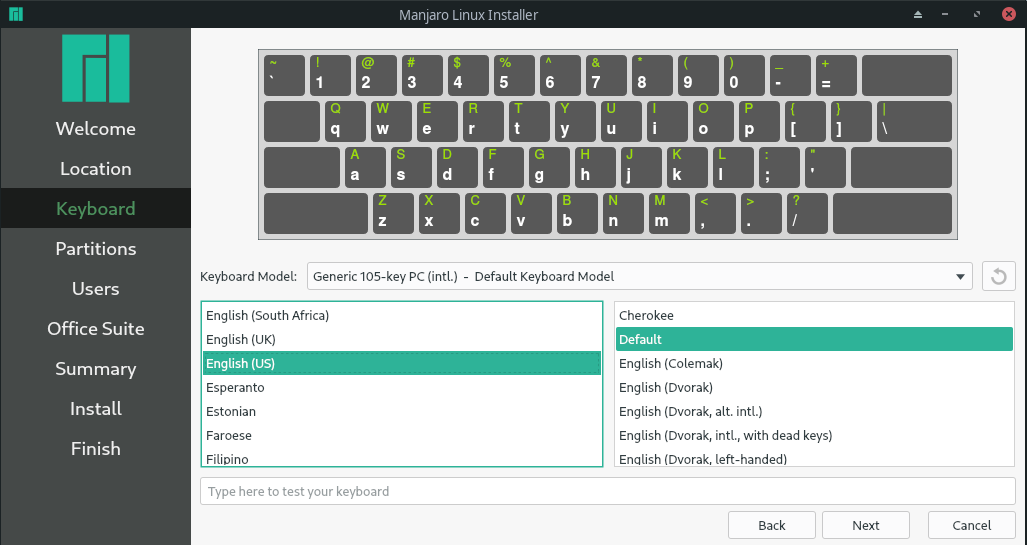 Manjaro Linux Installer
Welcome
Location
Keyboard
Partitions
Users
Office Suite
Summary
Install
Finish
~ ! @ # $ % ^ & * ( ) _ +
` 1 2 3 4 5 6 7 8 9 0 - =
Q W E R T Y U I O P { } |
q w e r t y u i o p [ ] \
A S D F G H J K L : "
a s d f g h j k l ; '
Z X C V B N M < > ?
z x c v b n m , . /
Keyboard Model: Generic 105-key PC (intl.) - Default Keyboard Model
English (South Africa)
English (UK)
English (US)
Esperanto
Estonian
Faroese
Filipino
Cherokee
Default
English (Colemak)
English (Dvorak)
English (Dvorak, alt. intl.)
English (Dvorak, intl., with dead keys)
English (Dvorak, left-handed)
Type here to test your keyboard
Back Next Cancel